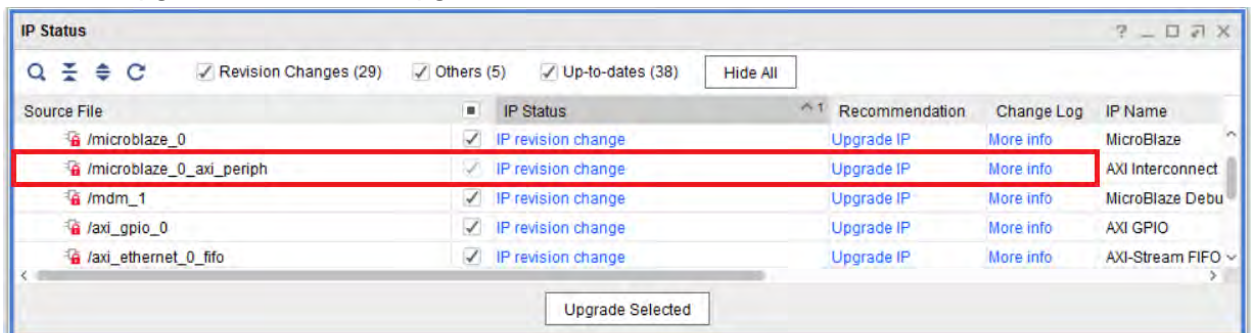 IP Status
Revision Changes (29) Others (5) Up-to-dates (38) Hide All
Source File IP Status 1 Recommendation Change Log IP Name
/microblaze_0 IP revision change Upgrade IP More info MicroBlaze
/microblaze_0_axi_periph IP revision change Upgrade IP More info AXI Interconnect
/mdm_1 IP revision change Upgrade IP More info MicroBlaze Debu
/axi_gpio_0 IP revision change Upgrade IP More info AXI GPIO
/axi_ethernet_0_fifo IP revision change Upgrade IP More info AXI-Stream FIFO
Upgrade Selected